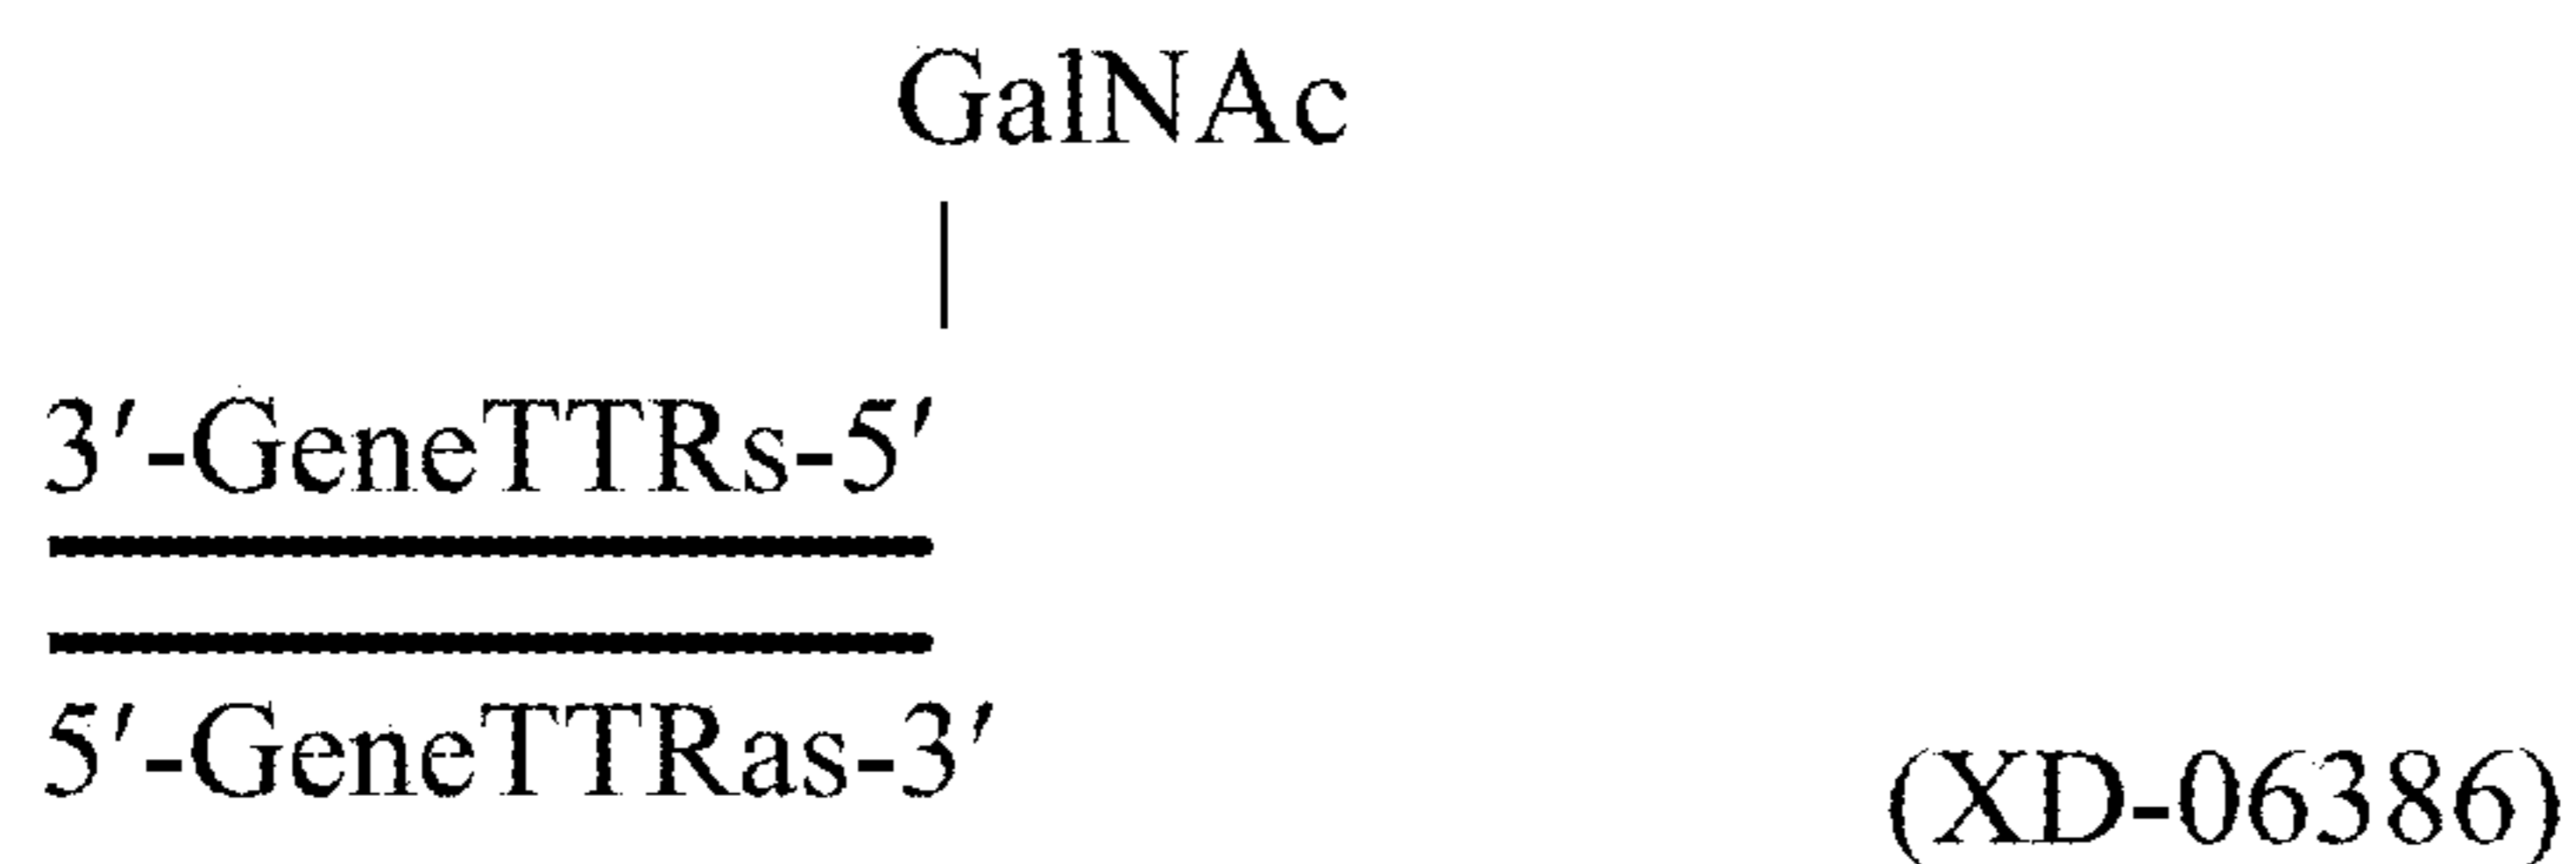 GalNAc
3′-GeneTTRs-5′
5′-GeneTTRas-3′
(XD-06386)